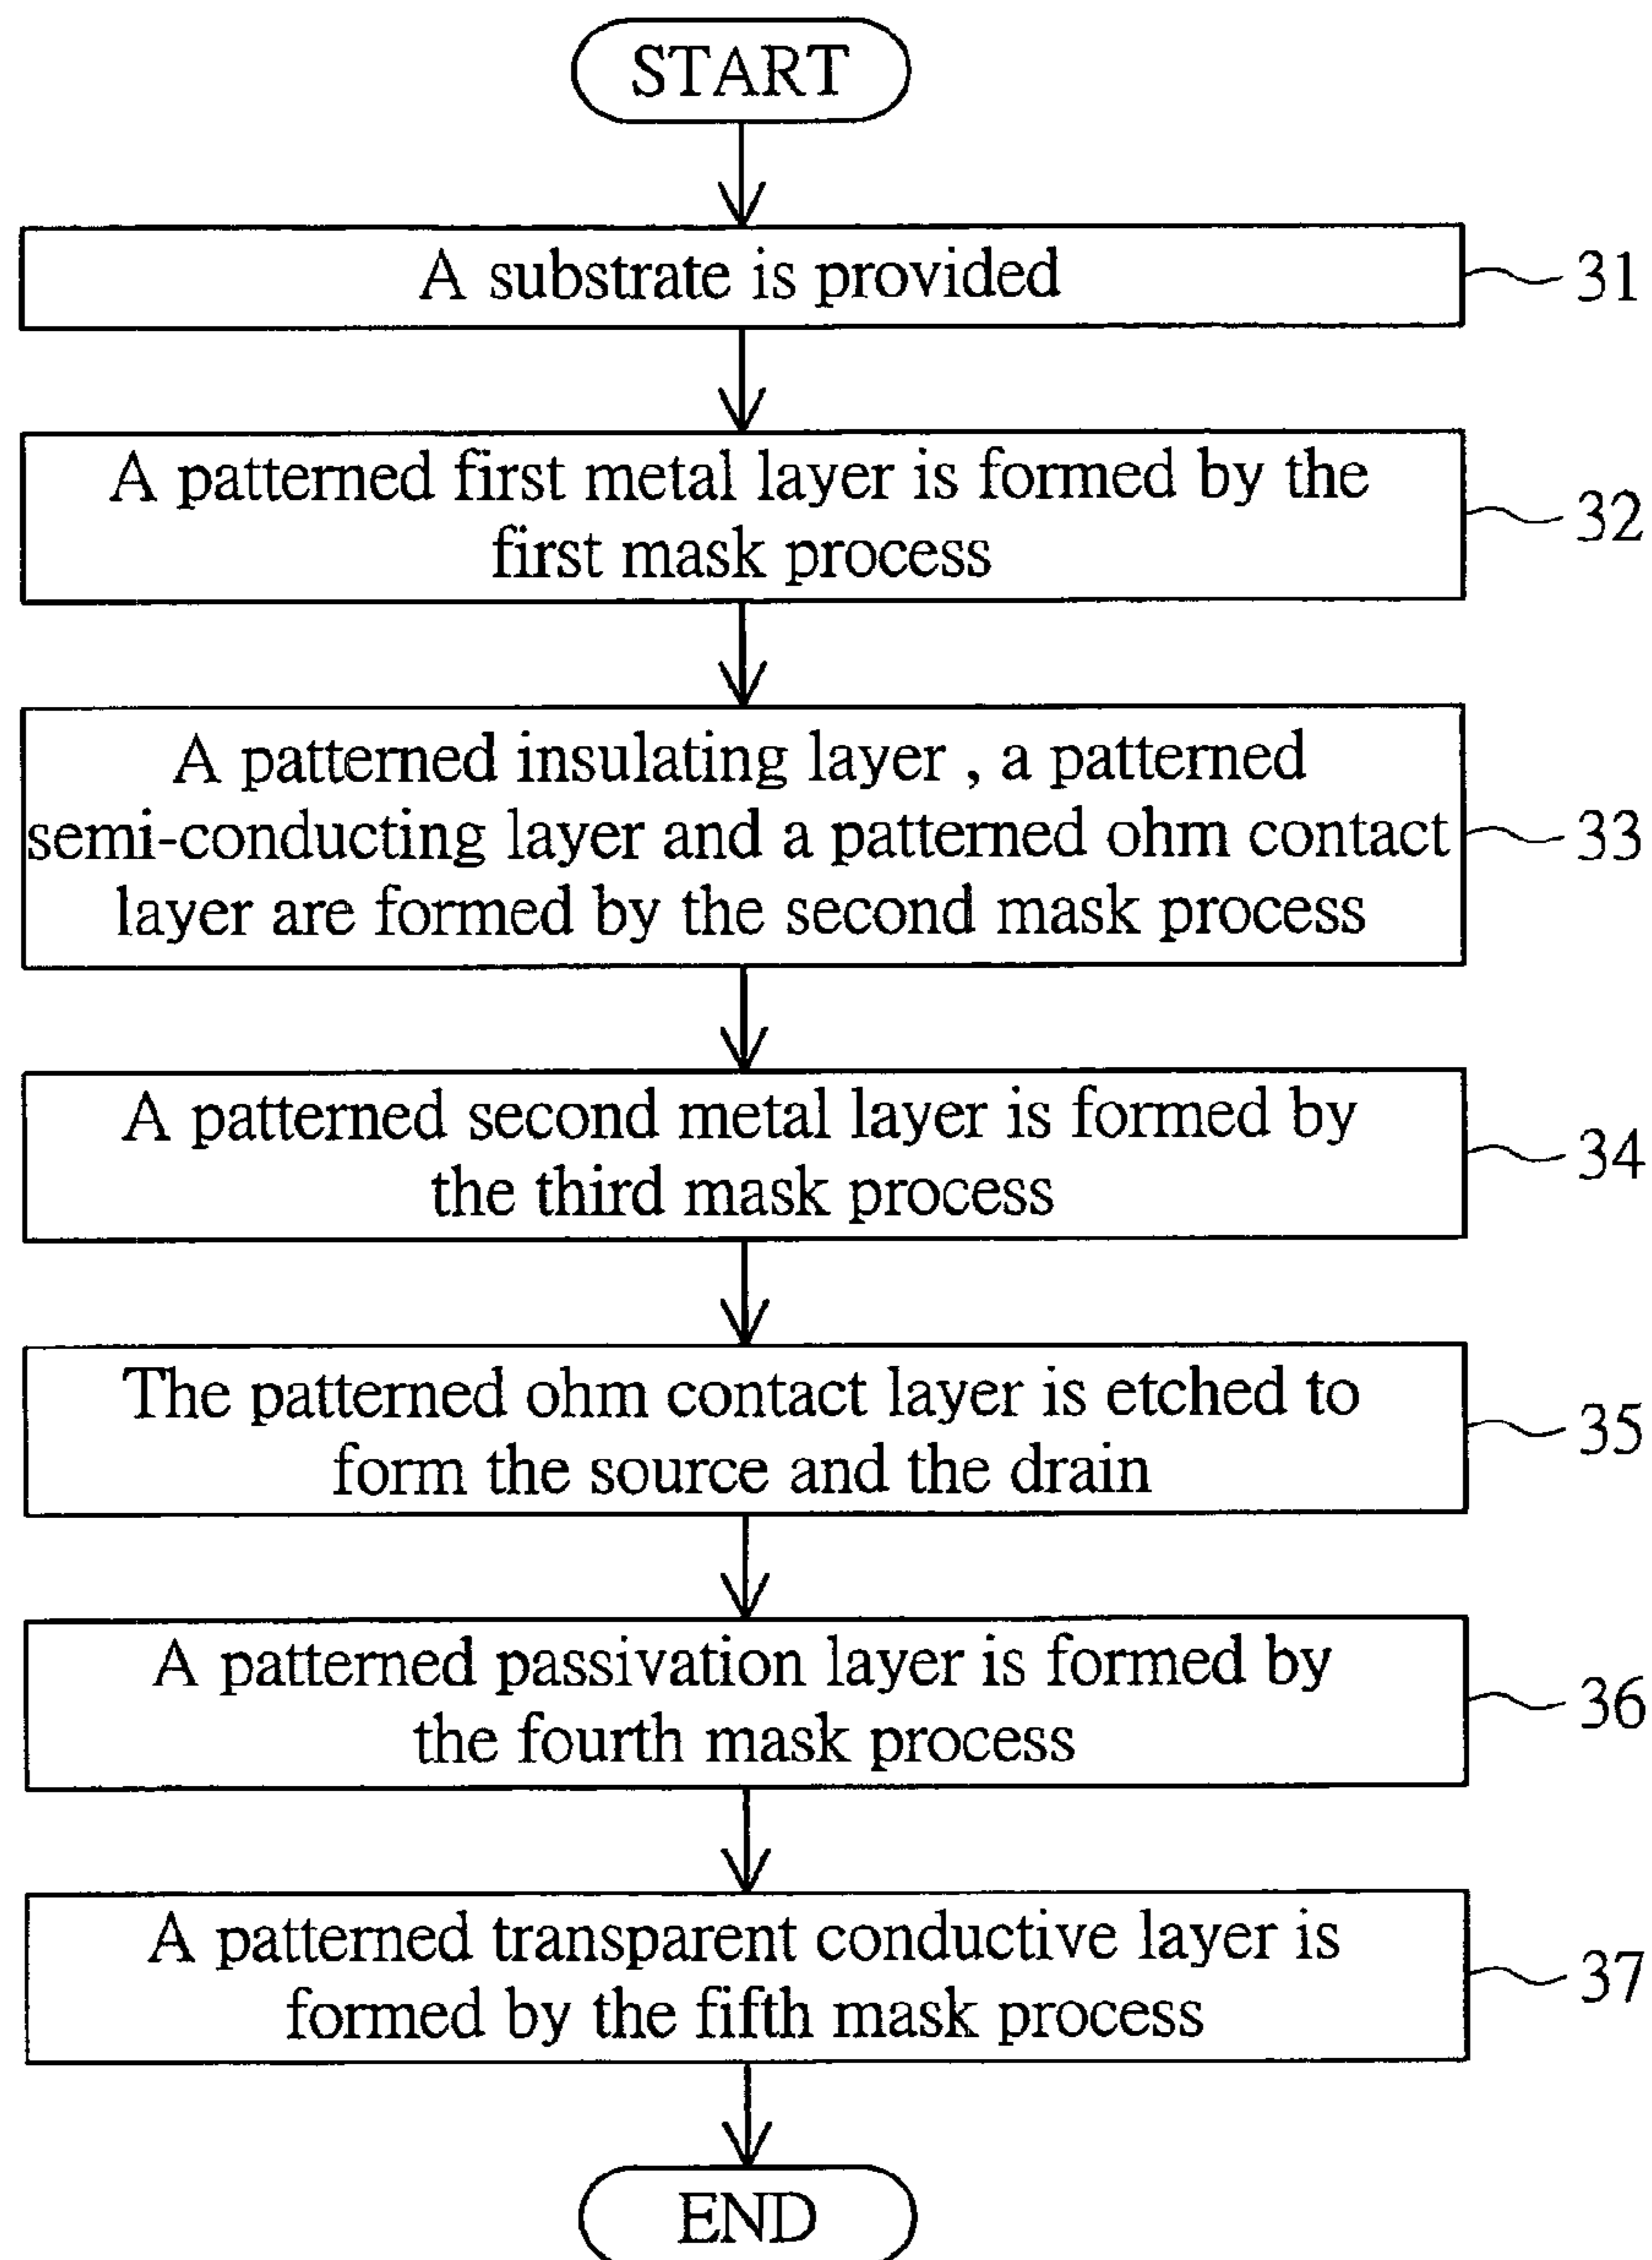 START
A substrate is provided
31
A patterned first metal layer is formed by the
first mask process
32
A patterned insulating layer , a patterned
semi-conducting layer and a patterned ohm contact
layer are formed by the second mask process
33
A patterned second metal layer is formed by
the third mask process
34
The patterned ohm contact layer is etched to
form the source and the drain
35
A patterned passivation layer is formed by
the fourth mask process
36
A patterned transparent conductive layer is
formed by the fifth mask process
37
END